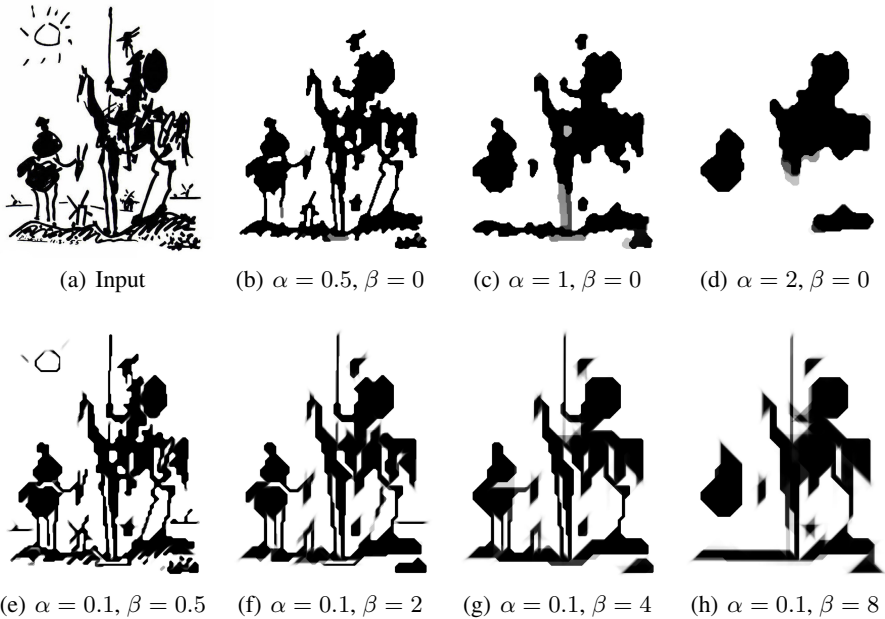 (a) Input
(b) α = 0.5, β = 0
(c) α = 1, β = 0
(d) α = 2, β = 0
(e) α = 0.1, β = 0.5
(f) α = 0.1, β = 2
(g) α = 0.1, β = 4
(h) α = 0.1, β = 8